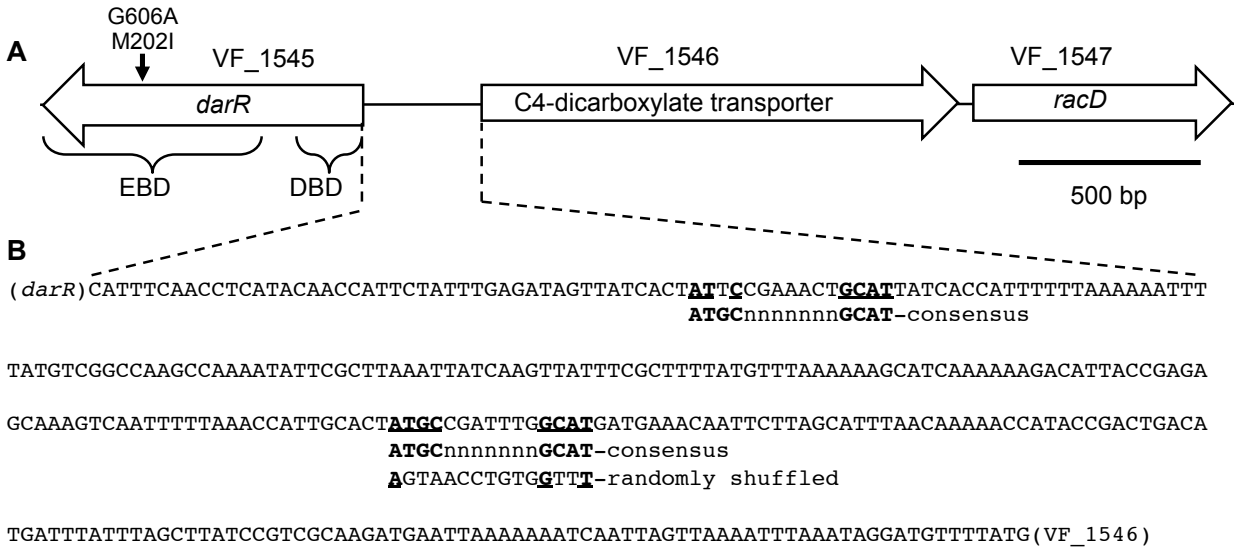 G606A
M202I
A
VF_1545 VF_1546 VF_1547
darR C4-dicarboxylate transporter racD
EBD DBD 500 bp
B
(darR)CATTTCAACCTCATACAACCATTCTATTTGAGATAGTTATCACTATTCCGAAACTGCATTATCACCATTTTTTAAAAAATTT
ATGCnnnnnnnGCAT-consensus
TATGTCGGCCAAGCCAAAATATTCGCTTAAATTATCAAGTTATTTCGCTTTTATGTTTAAAAAAGCATCAAAAAAGACATTACCGAGA
GCAAAGTCAATTTTTAAACCATTGCACTATGCCGATTTGGCATGATGAAACAATTCTTAGCATTTAACAAAAACCATACCGACTGACA
ATGCnnnnnnnGCAT-consensus
AGTAACCTGTGGTTT-randomly shuffled
TGATTTATTTAGCTTATCCGTCGCAAGATGAATTAAAAAAATCAATTAGTTAAAATTTAAATAGGATGTTTTATG(VF_1546)